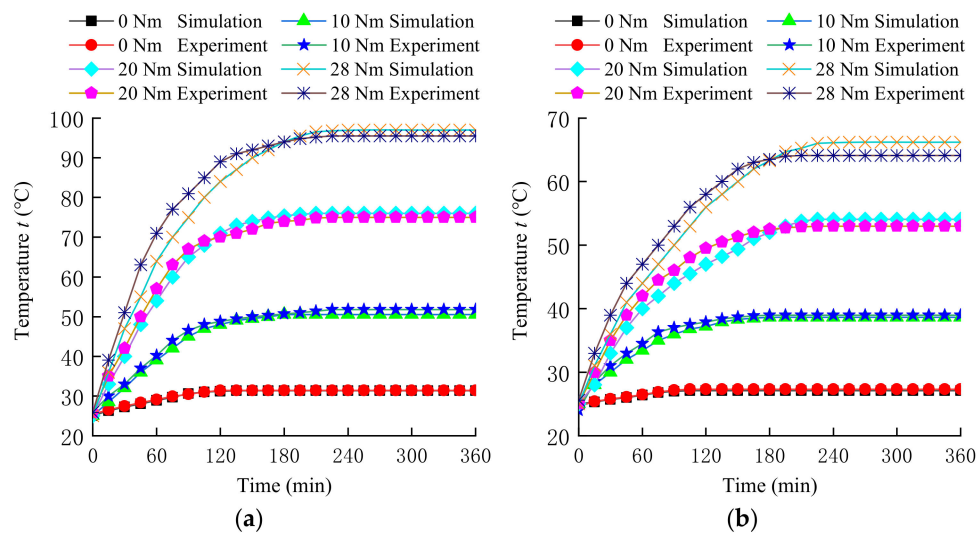 0 Nm Simulation 10 Nm Simulation
0 Nm Experiment 10 Nm Experiment
20 Nm Simulation 28 Nm Simulation
20 Nm Experiment 28 Nm Experiment
100
90
80
70
60
50
40
30
20
Temperature t (℃)
0 60 120 180 240 300 360
Time (min)
(a)
0 Nm Simulation 10 Nm Simulation
0 Nm Experiment 10 Nm Experiment
20 Nm Simulation 28 Nm Simulation
20 Nm Experiment 28 Nm Experiment
70
60
50
40
30
20
Temperature t (℃)
0 60 120 180 240 300 360
Time (min)
(b)